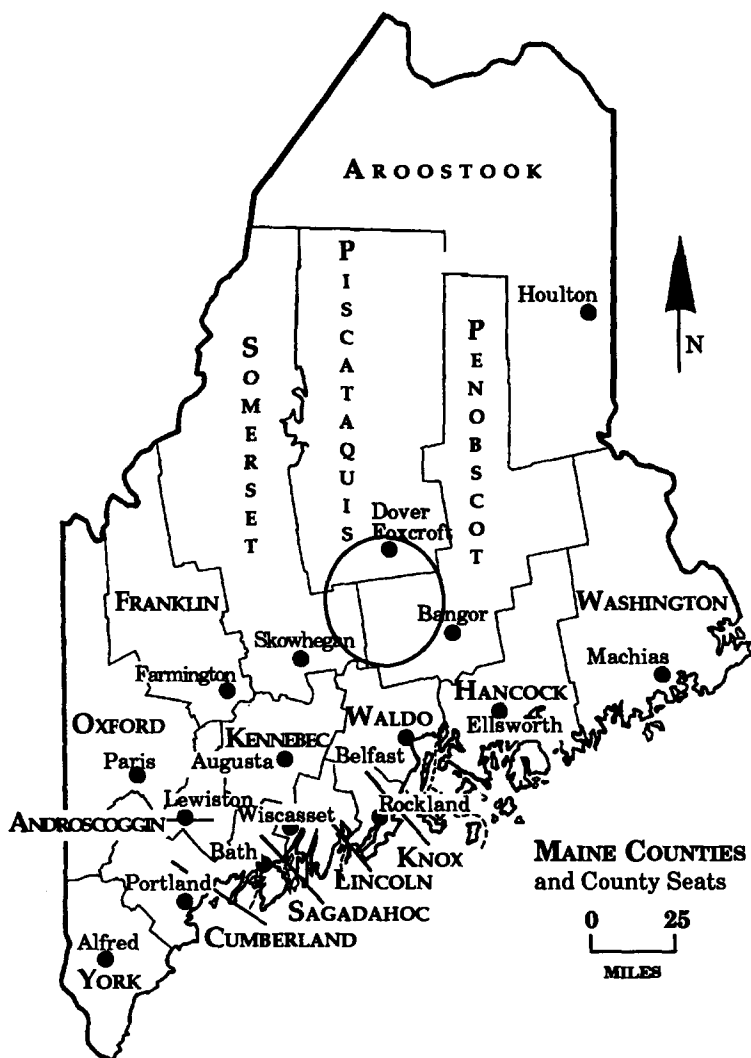 AROOSTOOK
PISCATAQUIS
Houlton
PENOBSCOT
SOMERSET
N
Dover
Foxcroft
FRANKLIN
Bangor
WASHINGTON
Skowhegan
Machias
Farmington
HANCOCK
Ellsworth
OXFORD
WALDO
KENNEBEC
Paris
Augusta
Belfast
Lewiston
Wiscasset
Rockland
ANDROSCOGGIN
Bath
KNOX
MAINE COUNTIES
and County Seats
LINCOLN
Portland
SAGADAHOC
0 25
CUMBERLAND
Alfred
MILES
YORK